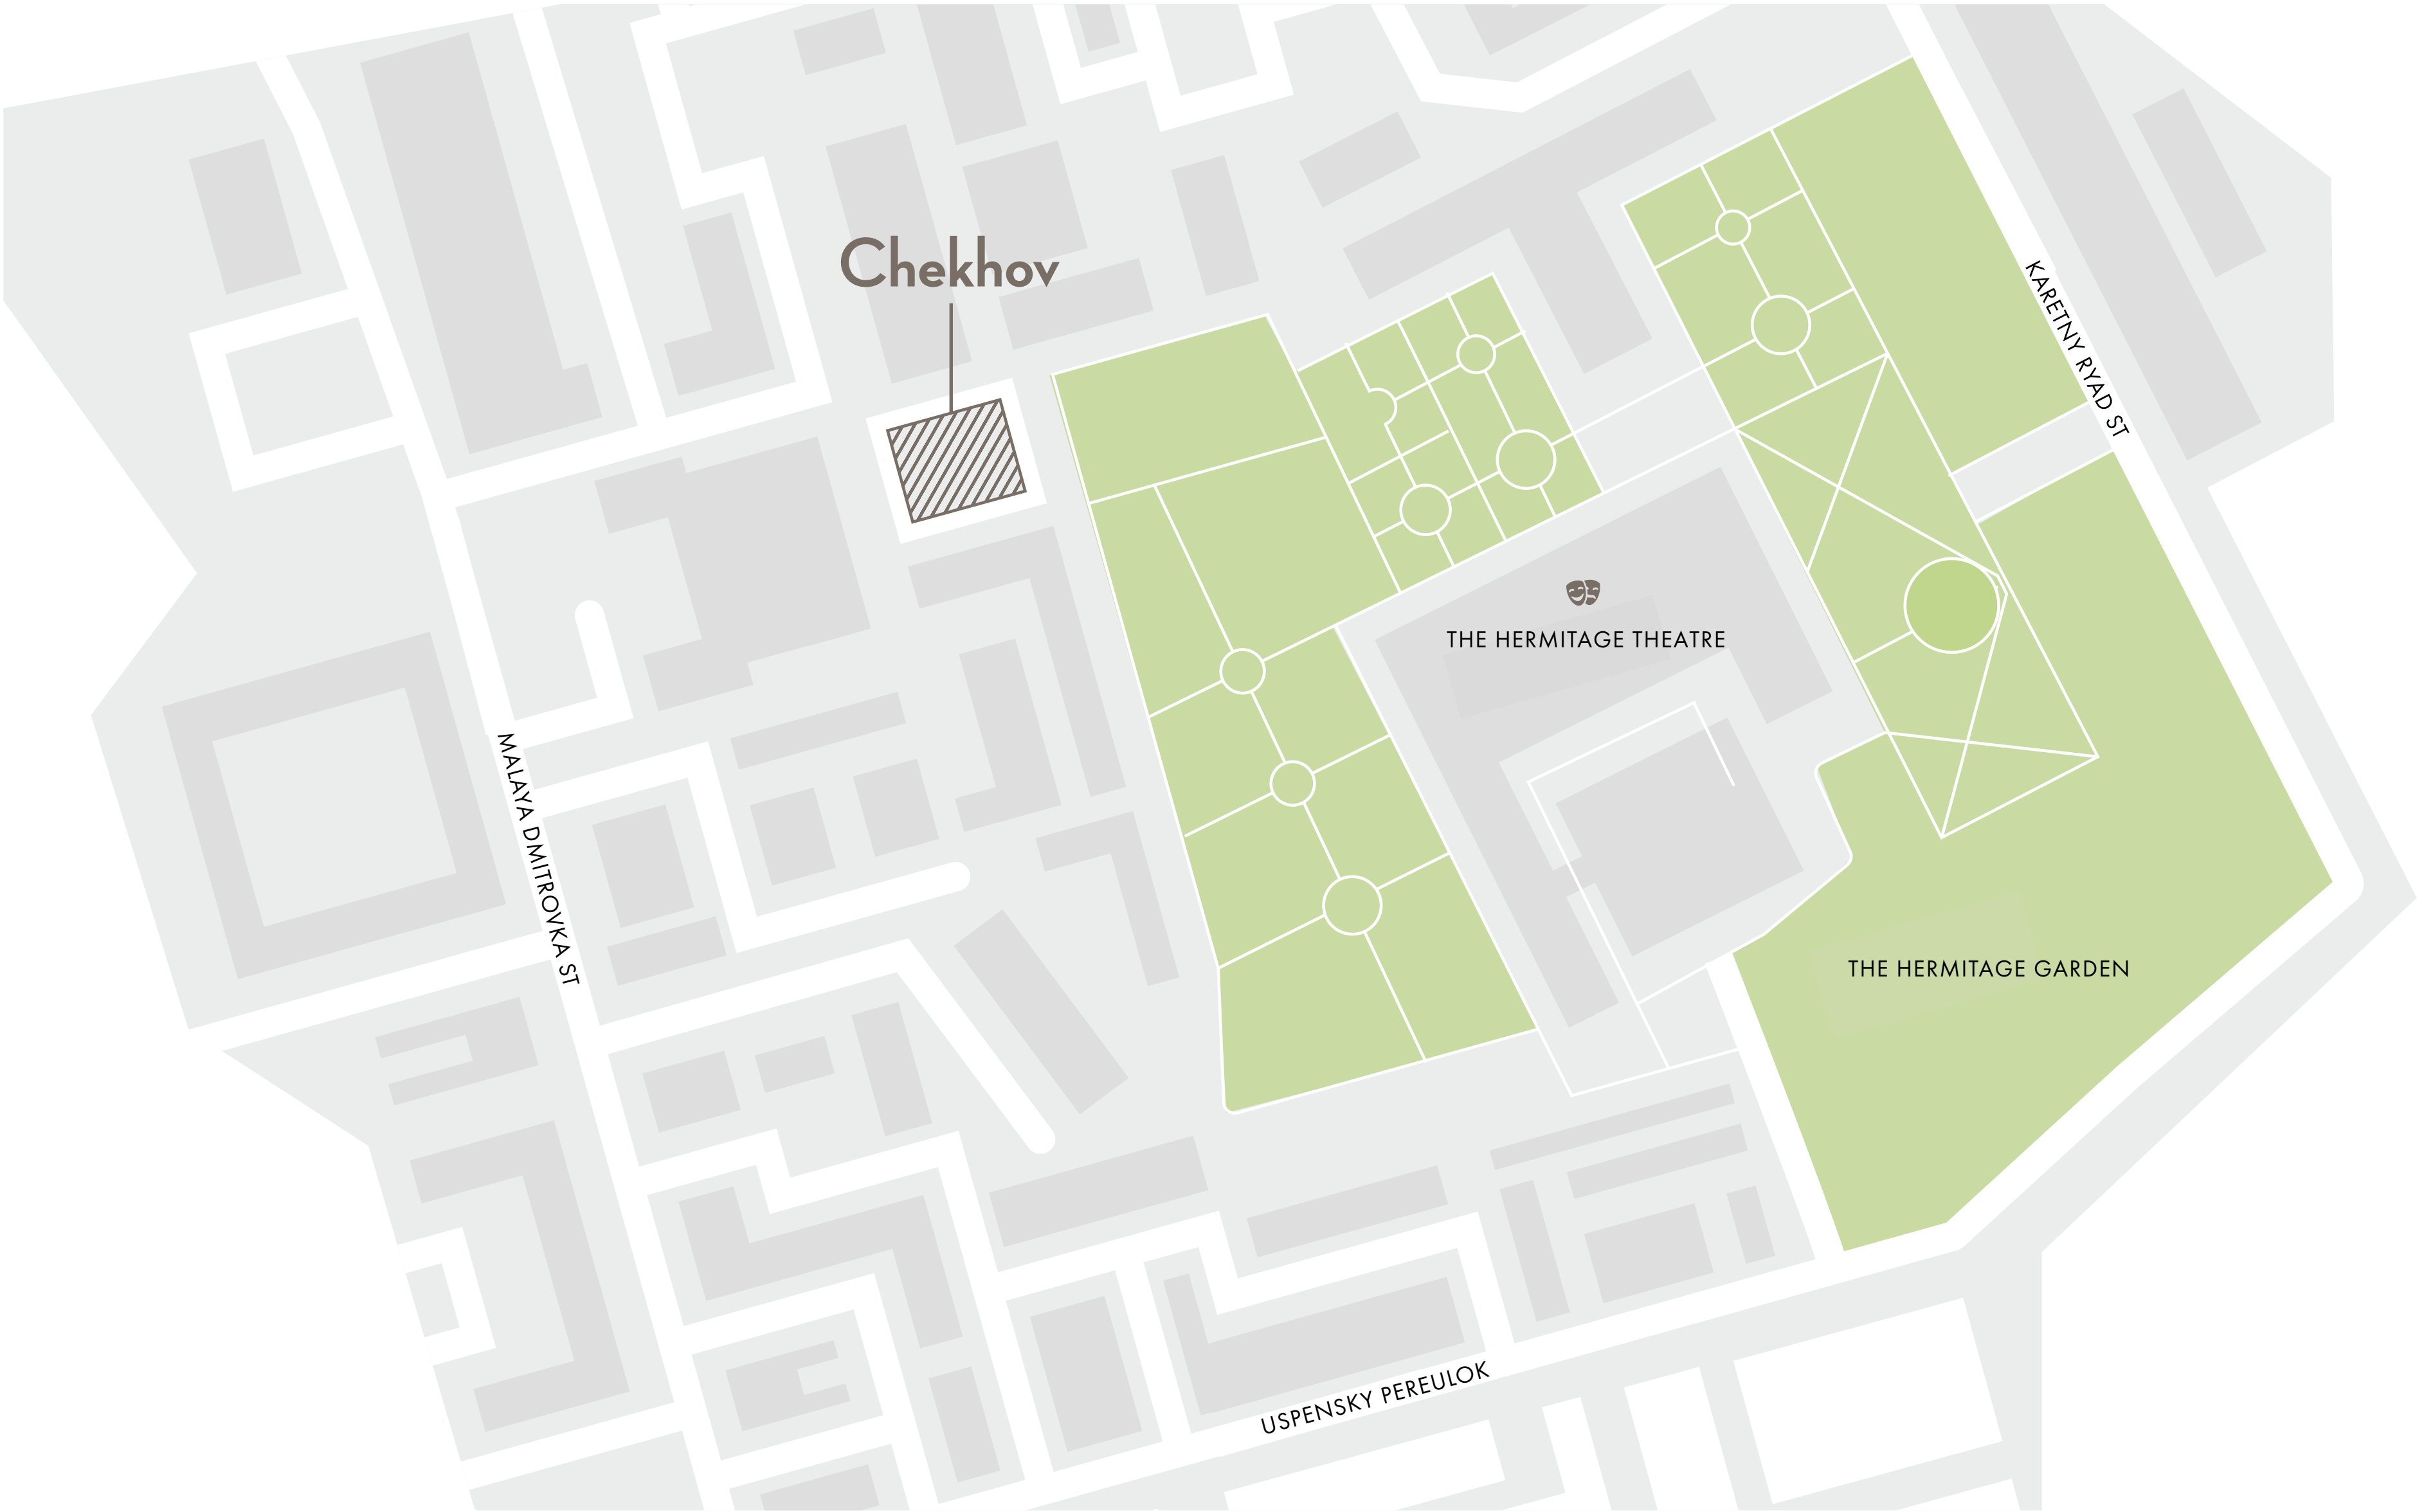 Chekhov
KARETNY RYAD ST
THE HERMITAGE THEATRE
MALAYA DMITROVKA ST
THE HERMITAGE GARDEN
USPENSKY PEREULOK